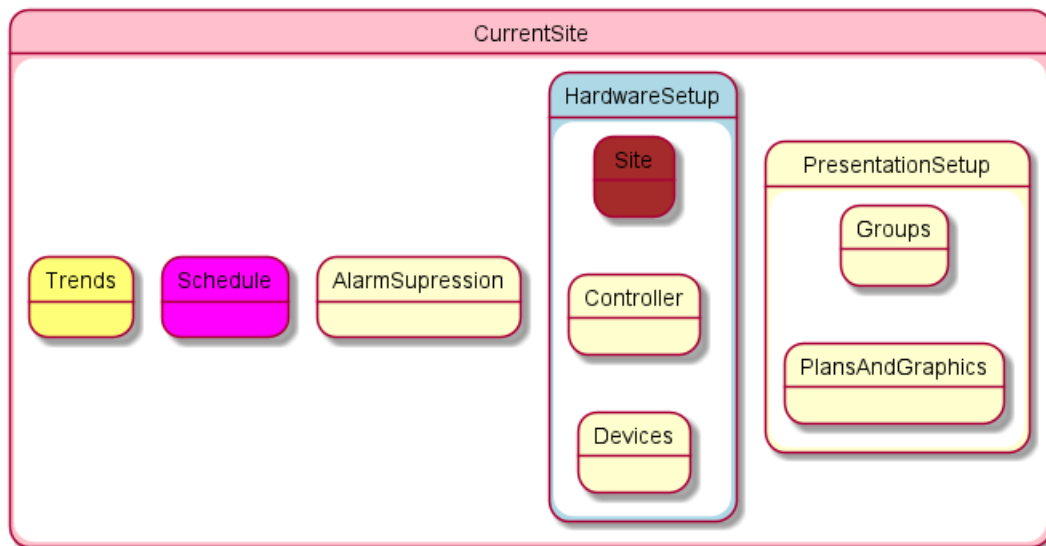 CurrentSite
HardwareSetup
Site
Controller
Devices
PresentationSetup
Groups
PlansAndGraphics
Trends
Schedule
AlarmSupression